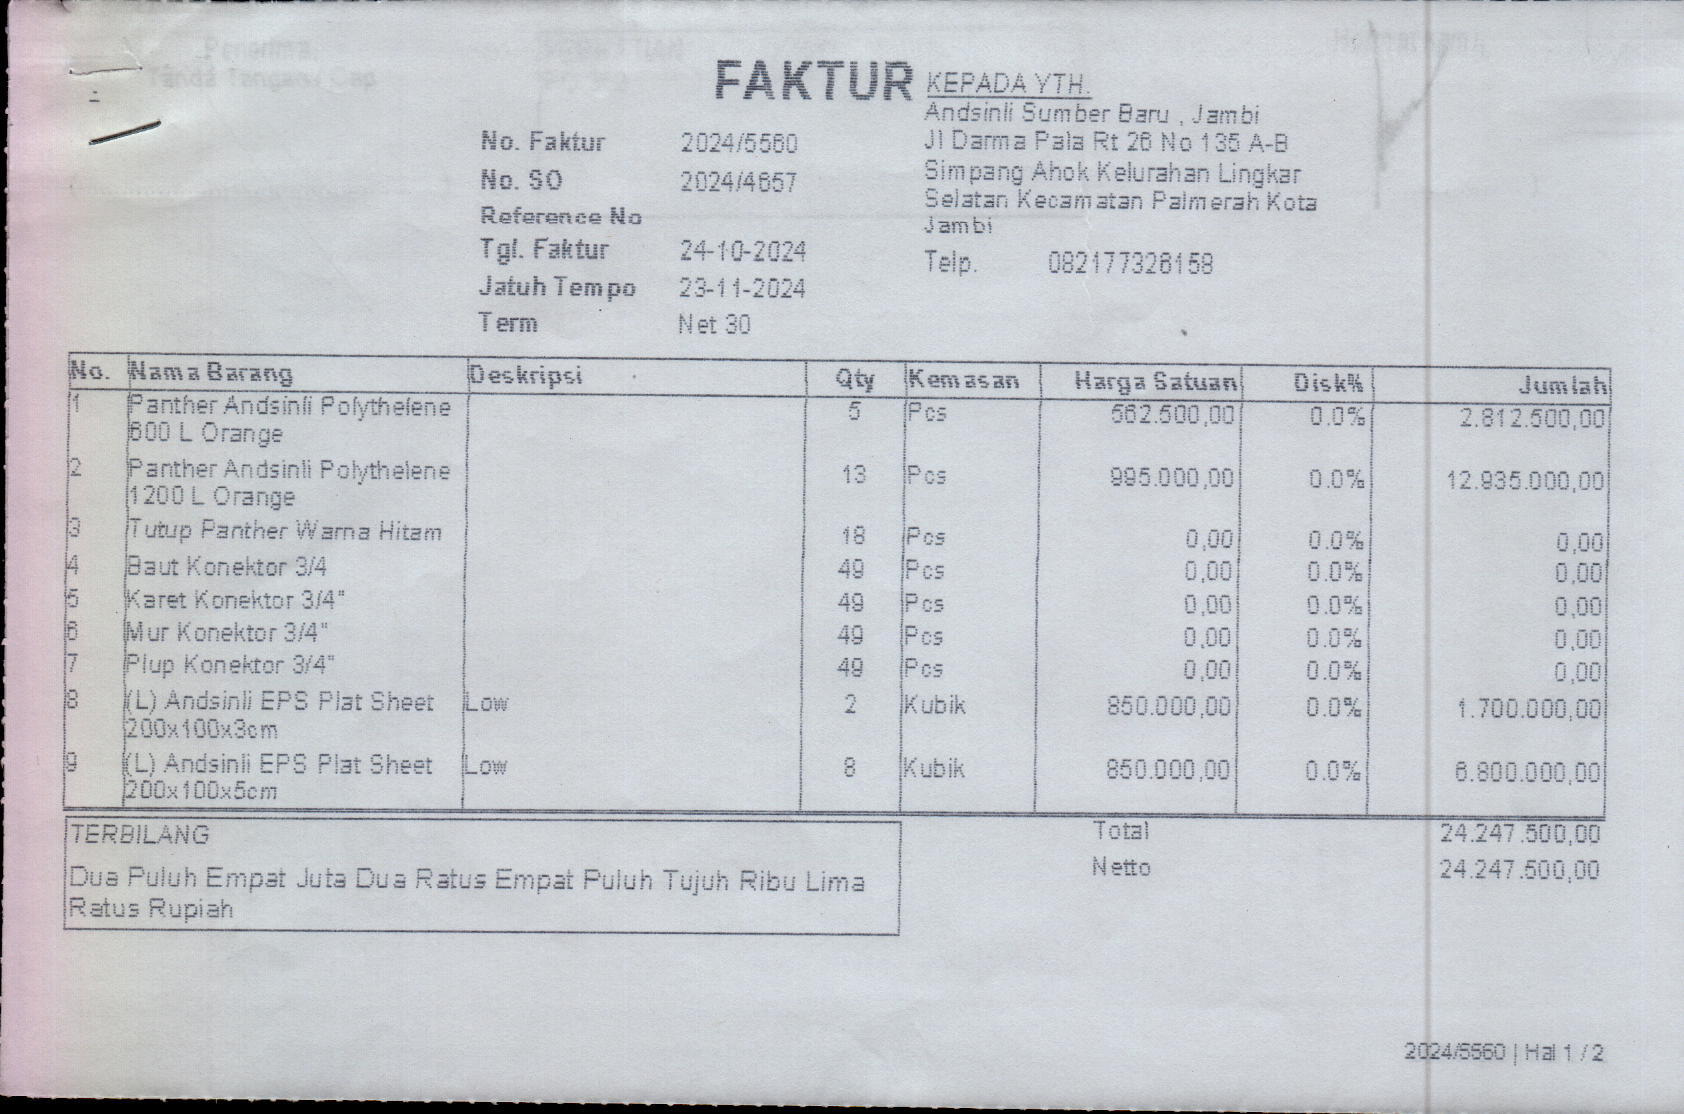 FAKTUR
No. Faktur 2024/5560
No. SO 2024/4657
Reference No
Tgl. Faktur 24-10-2024
Jatuh Tempo 23-11-2024
Term Net 30
KEPADA YTH.
Andsinli Sumber Baru , Jambi
Jl Darma Pala Rt 26 No 135 A-B
Simpang Ahok Kelurahan Lingkar
Selatan Kecamatan Palmerah Kota
Jambi
Telp. 082177326158
No. Nama Barang Deskripsi Qty Kemasan Harga Satuan Disk% Jumlah
1 Panther Andsinli Polythelene 5 Pcs 562.500,00 0.0% 2.812.500,00
600 L Orange
2 Panther Andsinli Polythelene 13 Pcs 995.000,00 0.0% 12.935.000,00
1200 L Orange
3 Tutup Panther Warna Hitam 18 Pcs 0,00 0.0% 0,00
4 Baut Konektor 3/4 49 Pcs 0,00 0.0% 0,00
5 Karet Konektor 3/4" 49 Pcs 0,00 0.0% 0,00
6 Mur Konektor 3/4" 49 Pcs 0,00 0.0% 0,00
7 Plup Konektor 3/4" 49 Pcs 0,00 0.0% 0,00
8 (L) Andsinli EPS Plat Sheet Low 2 Kubik 850.000,00 0.0% 1.700.000,00
200x100x3cm
9 (L) Andsinli EPS Plat Sheet Low 8 Kubik 850.000,00 0.0% 6.800.000,00
200x100x5cm
TERBILANG
Dua Puluh Empat Juta Dua Ratus Empat Puluh Tujuh Ribu Lima
Ratus Rupiah
Total 24.247.500,00
Netto 24.247.500,00
2024/5560 | Hal 1 / 2